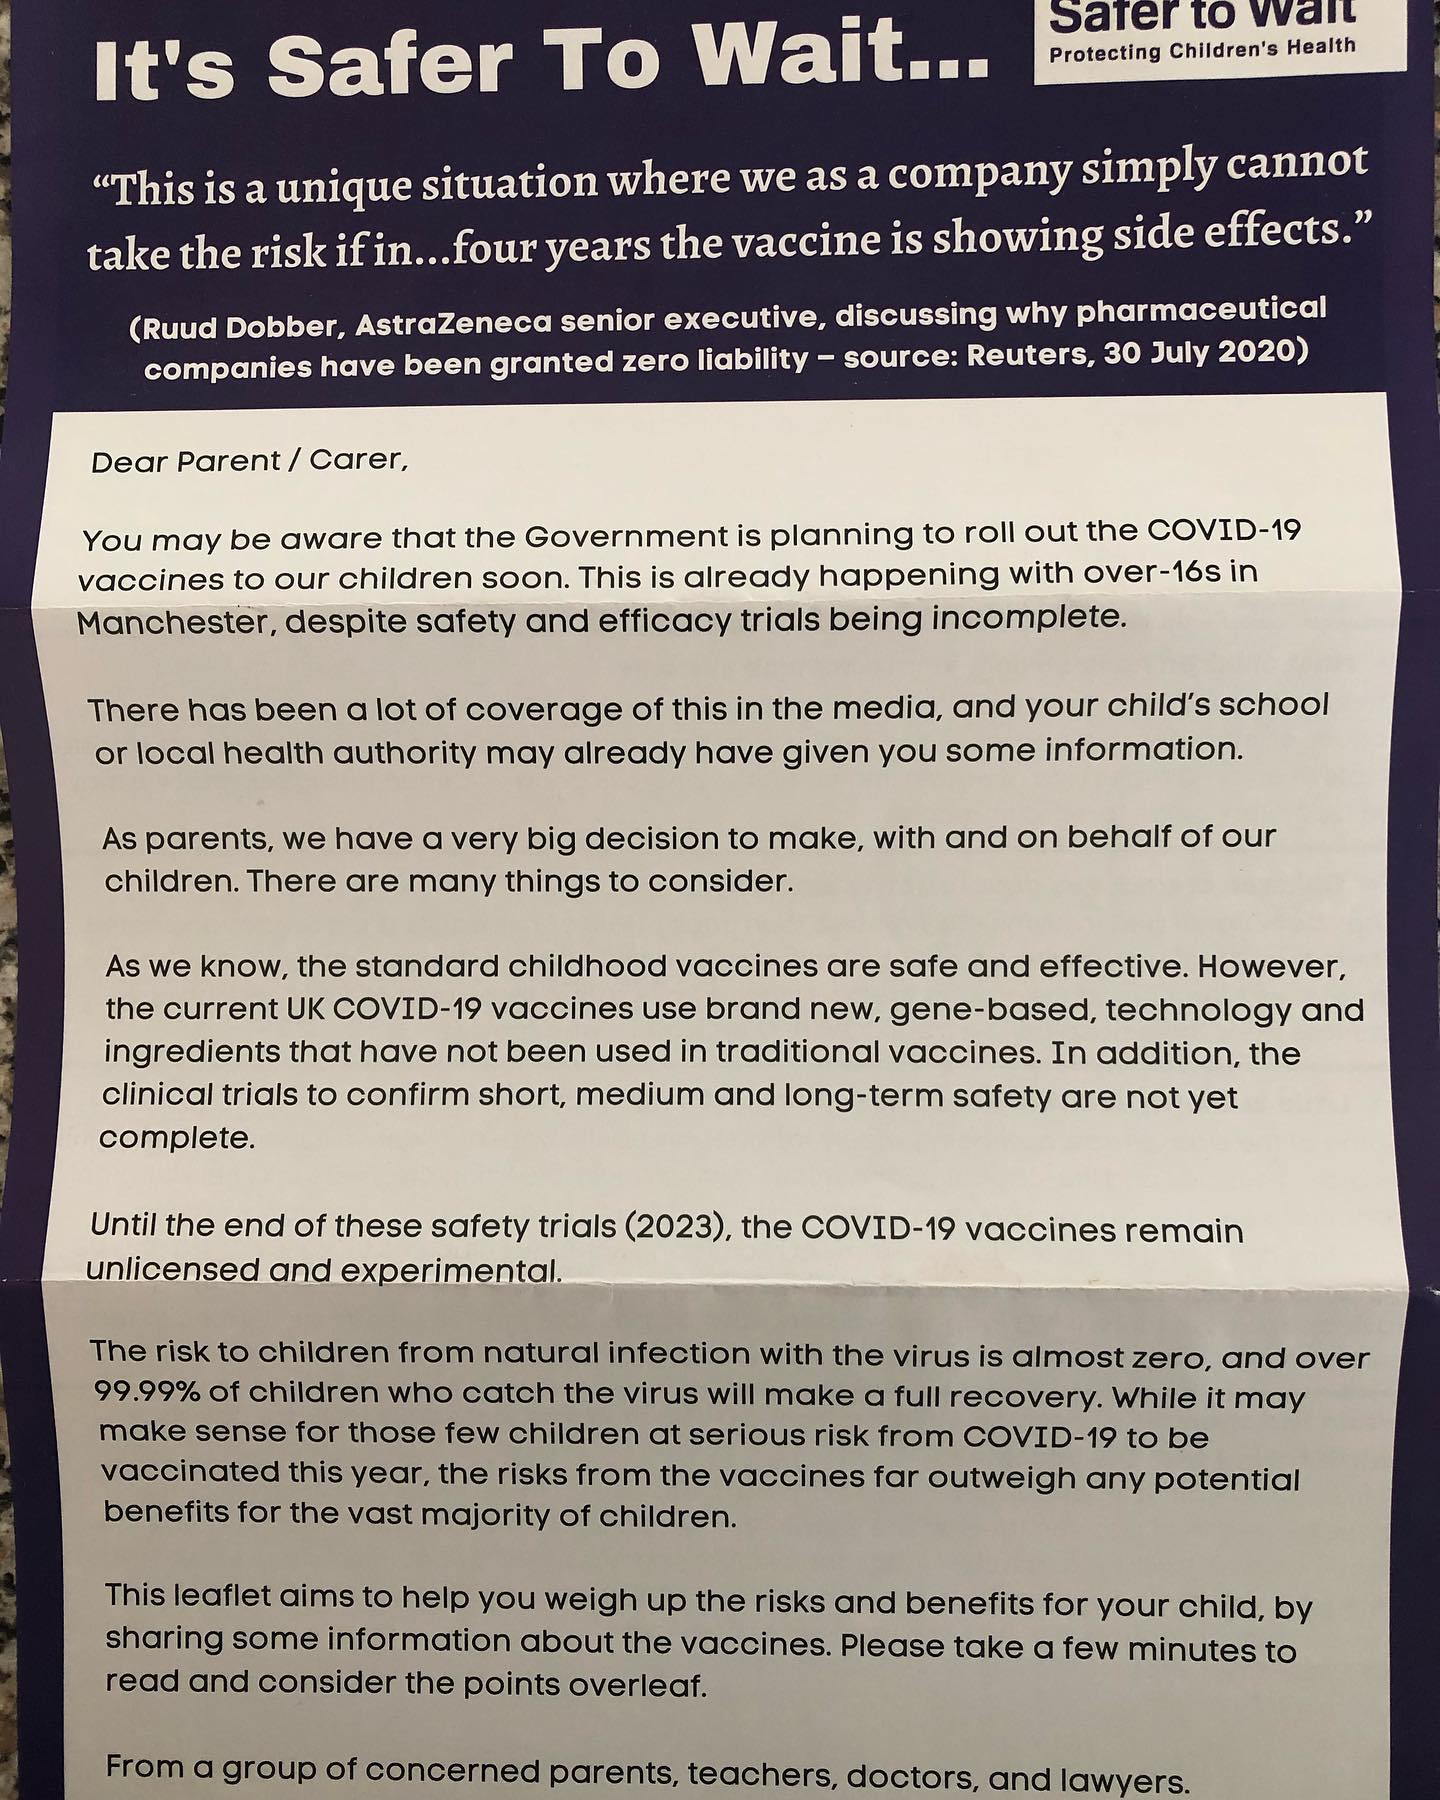 It's Safer To Wait...
Safer to Wait
Protecting Children's Health
“This is a unique situation where we as a company simply cannot
take the risk if in...four years the vaccine is showing side effects.”
(Ruud Dobber, AstraZeneca senior executive, discussing why pharmaceutical
companies have been granted zero liability – source: Reuters, 30 July 2020)
Dear Parent / Carer,
You may be aware that the Government is planning to roll out the COVID-19
vaccines to our children soon. This is already happening with over-16s in
Manchester, despite safety and efficacy trials being incomplete.
There has been a lot of coverage of this in the media, and your child's school
or local health authority may already have given you some information.
As parents, we have a very big decision to make, with and on behalf of our
children. There are many things to consider.
As we know, the standard childhood vaccines are safe and effective. However,
the current UK COVID-19 vaccines use brand new, gene-based, technology and
ingredients that have not been used in traditional vaccines. In addition, the
clinical trials to confirm short, medium and long-term safety are not yet
complete.
Until the end of these safety trials (2023), the COVID-19 vaccines remain
unlicensed and experimental.
The risk to children from natural infection with the virus is almost zero, and over
99.99% of children who catch the virus will make a full recovery. While it may
make sense for those few children at serious risk from COVID-19 to be
vaccinated this year, the risks from the vaccines far outweigh any potential
benefits for the vast majority of children.
This leaflet aims to help you weigh up the risks and benefits for your child, by
sharing some information about the vaccines. Please take a few minutes to
read and consider the points overleaf.
From a group of concerned parents, teachers, doctors, and lawyers.